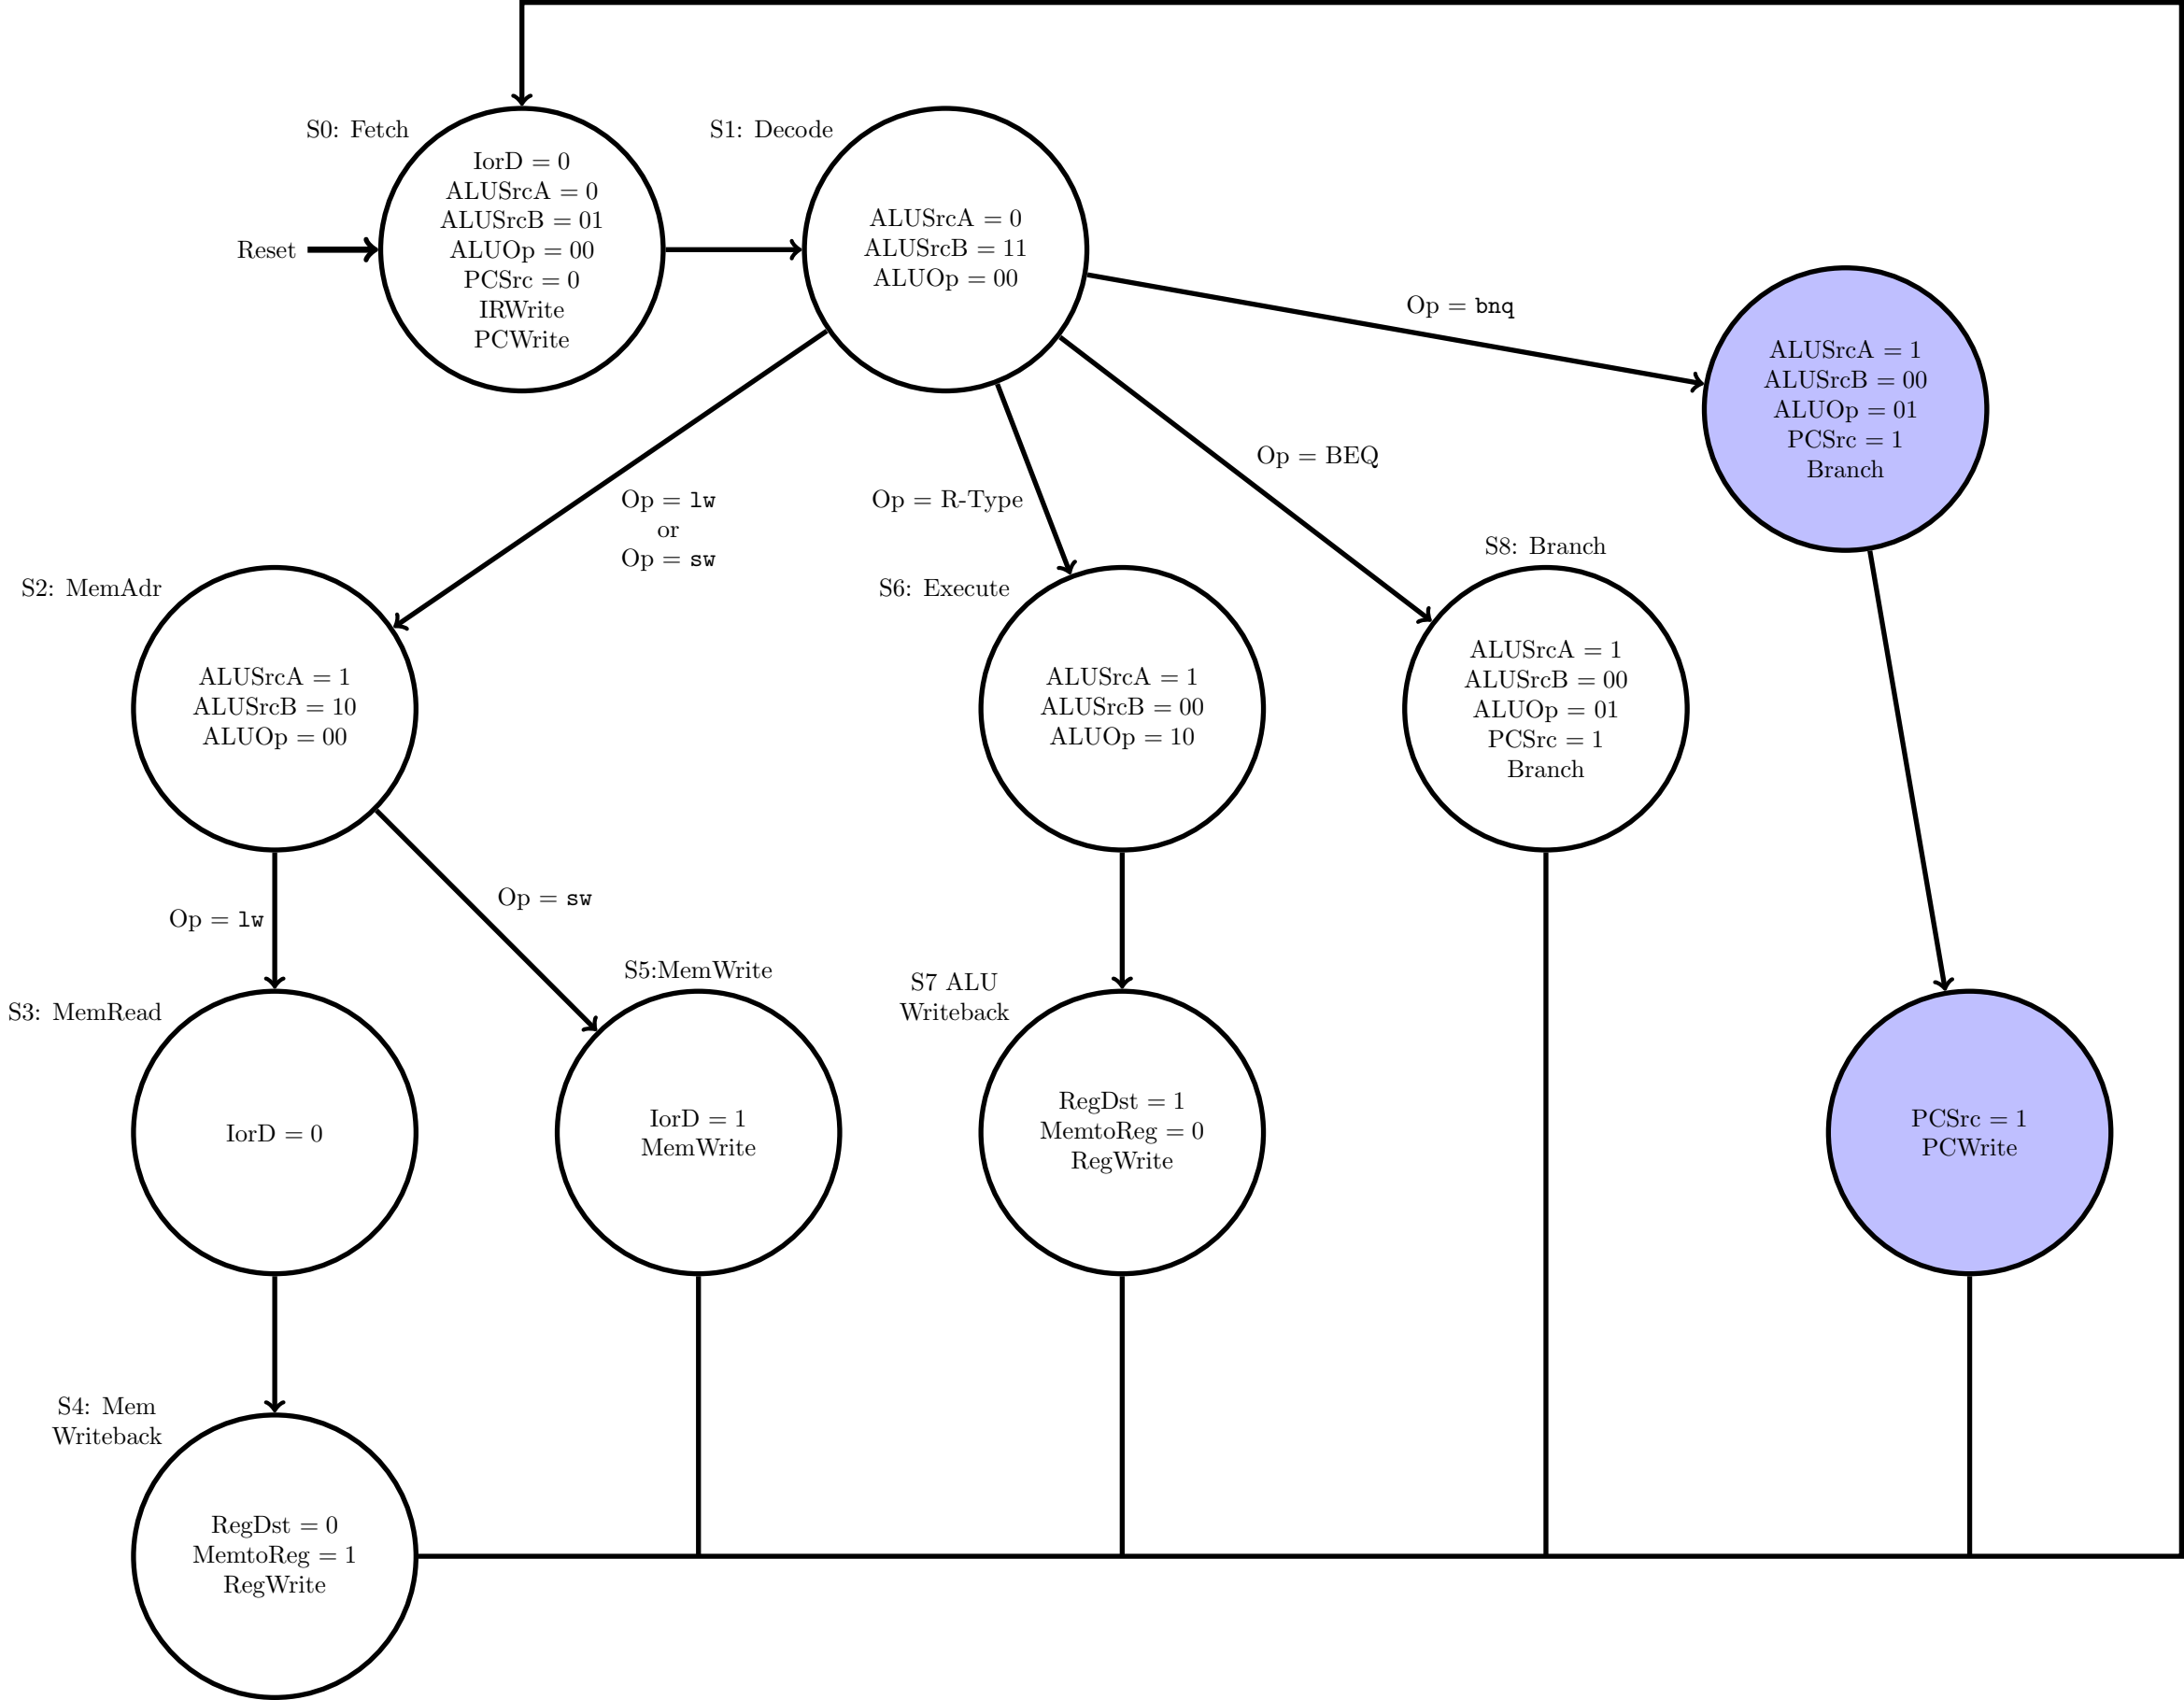 S0: Fetch
IorD = 0
ALUSrcA = 0
ALUSrcB = 01
ALUOp = 00
PCSrc = 0
IRWrite
PCWrite
Reset
S1: Decode
ALUSrcA = 0
ALUSrcB = 11
ALUOp = 00
Op = bnq
ALUSrcA = 1
ALUSrcB = 00
ALUOp = 01
PCSrc = 1
Branch
Op = lw
or
Op = sw
Op = R-Type
Op = BEQ
S2: MemAdr
ALUSrcA = 1
ALUSrcB = 10
ALUOp = 00
S6: Execute
ALUSrcA = 1
ALUSrcB = 00
ALUOp = 10
S8: Branch
ALUSrcA = 1
ALUSrcB = 00
ALUOp = 01
PCSrc = 1
Branch
Op = lw
Op = sw
S3: MemRead
IorD = 0
S5:MemWrite
IorD = 1
MemWrite
S7 ALU
Writeback
RegDst = 1
MemtoReg = 0
RegWrite
PCSrc = 1
PCWrite
S4: Mem
Writeback
RegDst = 0
MemtoReg = 1
RegWrite